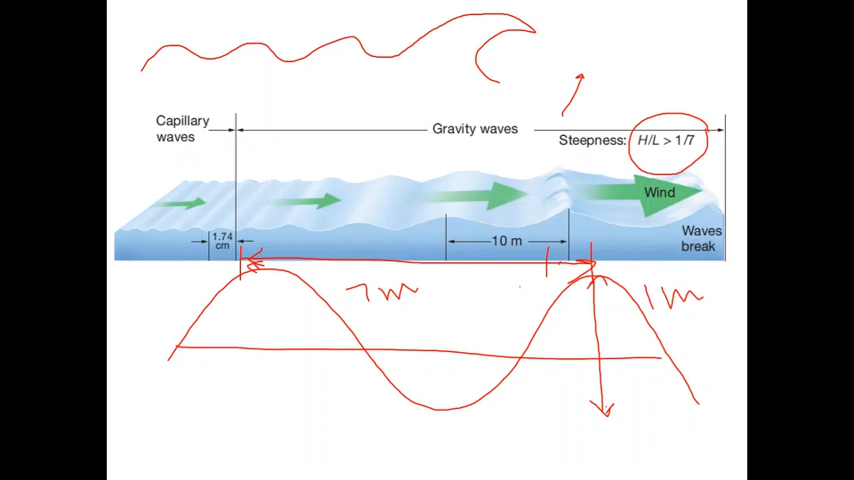 Capillary
waves
Gravity waves
Steepness: H/L > 1/7
Wind
1.74
cm
10 m
Waves
break
7m
1m